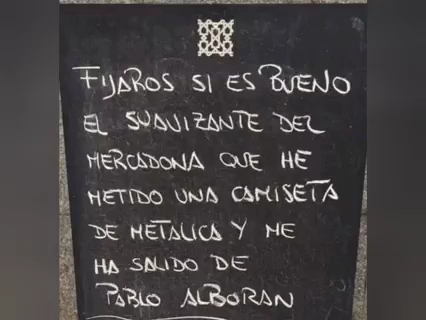 FIJAROS SI ES BUENO
EL SUAVIZANTE DEL
MERCADONA QUE HE
METIDO UNA CAMISETA
DE METALICA Y ME
HA SALIDO DE
PABLO ALBORAN